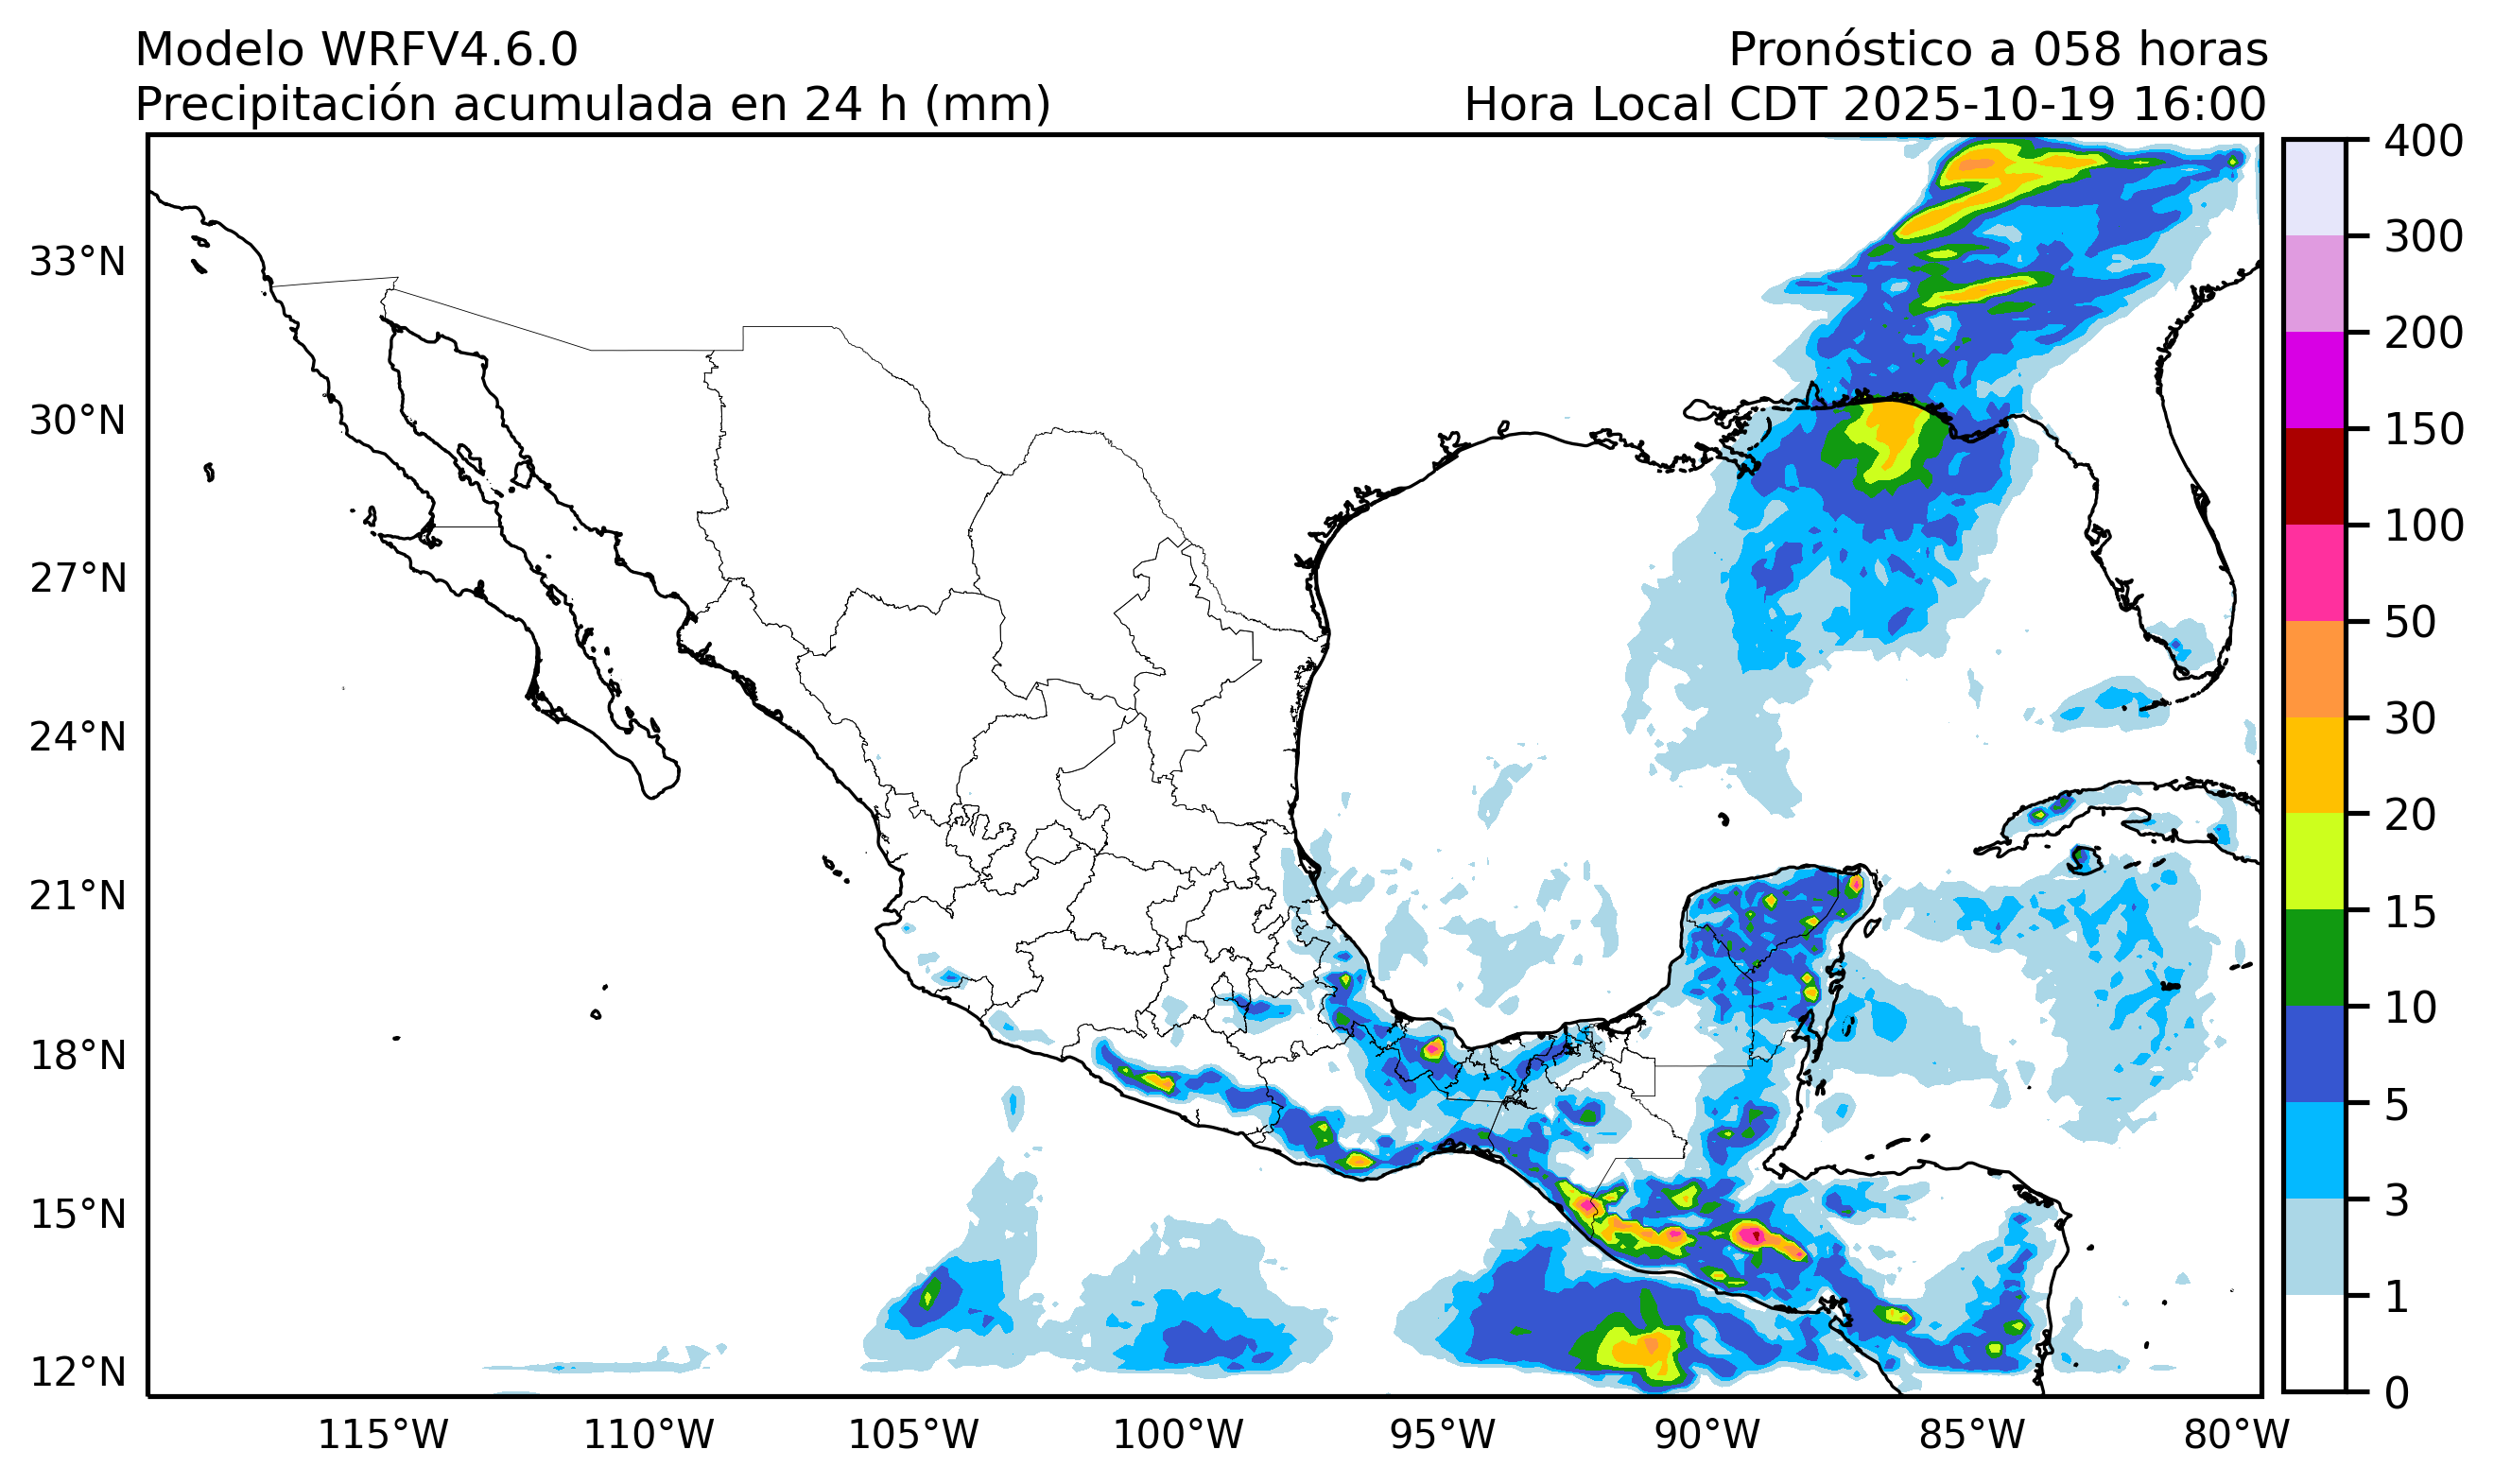 Modelo WRFV4.6.0
Pronóstico a 058 horas
Precipitación acumulada en 24 h (mm)
Hora Local CDT 2025-10-19 16:00
33°N
30°N
27°N
24°N
21°N
18°N
15°N
12°N
115°W
110°W
105°W
100°W
95°W
90°W
85°W
80°W
400
300
200
150
100
50
30
20
15
10
5
3
1
0